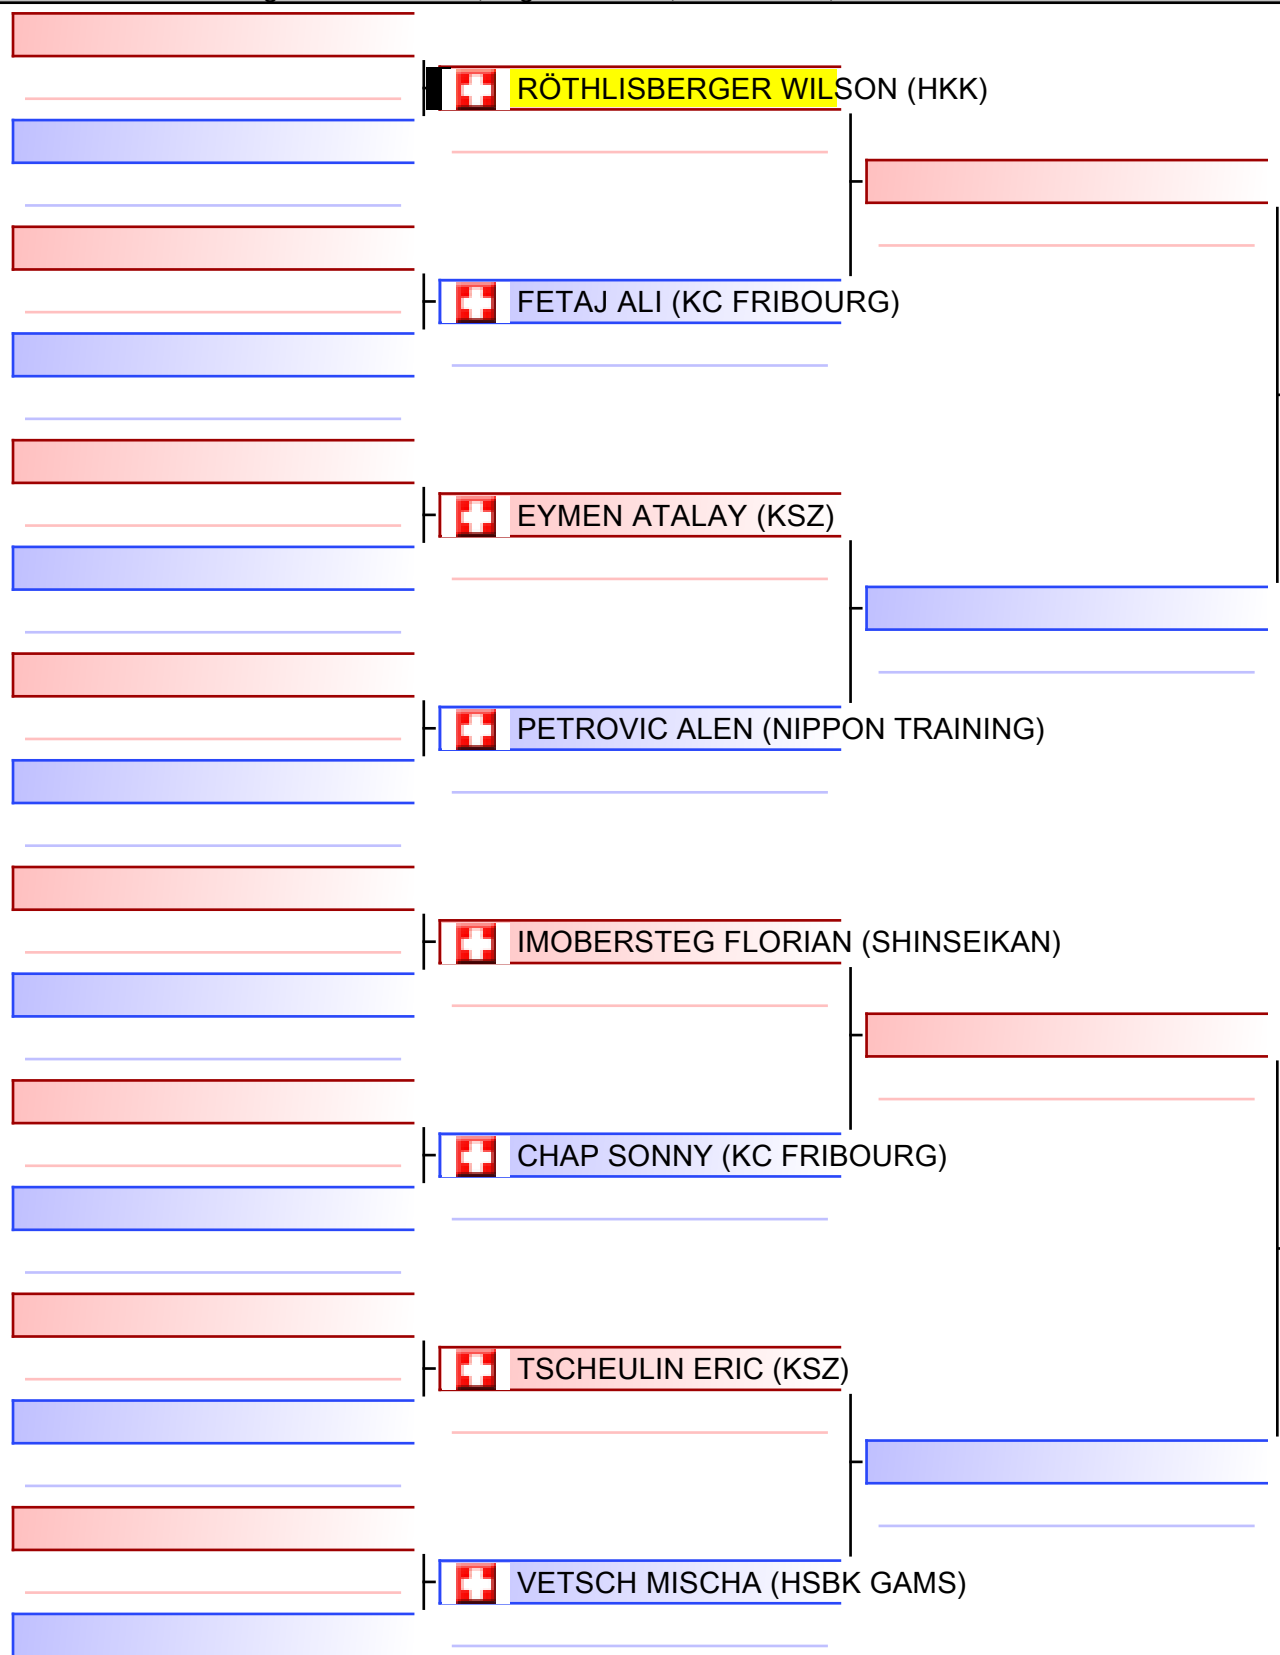 RÖTHLISBERGER WILSON (HKK)
FETAJ ALI (KC FRIBOURG)
EYMEN ATALAY (KSZ)
PETROVIC ALEN (NIPPON TRAINING)
IMOBERSTEG FLORIAN (SHINSEIKAN)
CHAP SONNY (KC FRIBOURG)
TSCHEULIN ERIC (KSZ)
VETSCH MISCHA (HSBK GAMS)